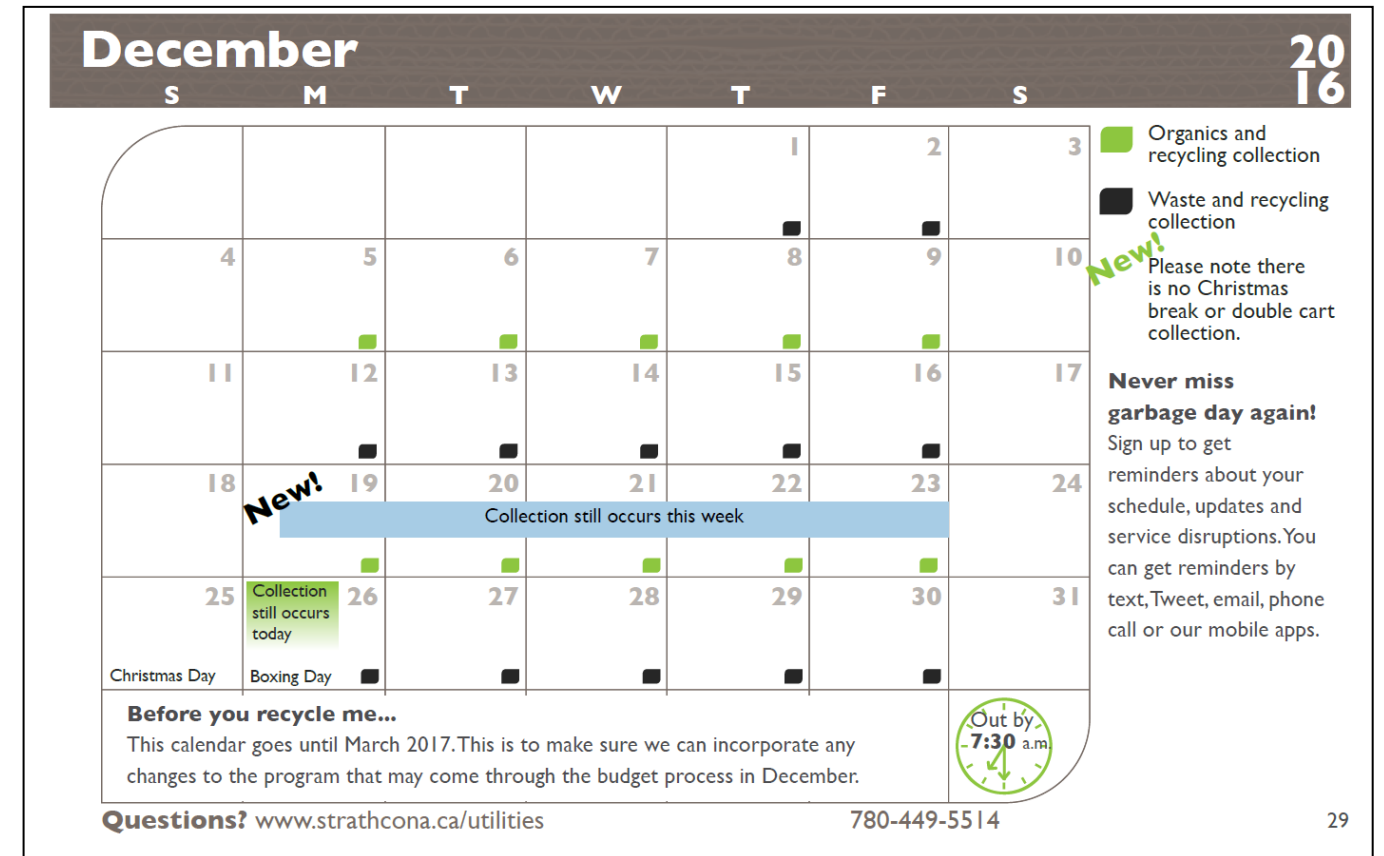 December
20
16
S M T W T F S
1 2 3
Organics and
recycling collection
Waste and recycling
collection
New!
Please note there
is no Christmas
break or double cart
collection.
4 5 6 7 8 9 10
11 12 13 14 15 16 17
Never miss
garbage day again!
Sign up to get
reminders about your
schedule, updates and
service disruptions. You
can get reminders by
text, Tweet, email, phone
call or our mobile apps.
18 New! 19 20 21 22 23 24
Collection still occurs this week
25 Collection 26 27 28 29 30 31
still occurs
today
Christmas Day Boxing Day
Before you recycle me...
This calendar goes until March 2017. This is to make sure we can incorporate any
changes to the program that may come through the budget process in December.
Out by
7:30 a.m.
Questions? www.strathcona.ca/utilities 780-449-5514 29